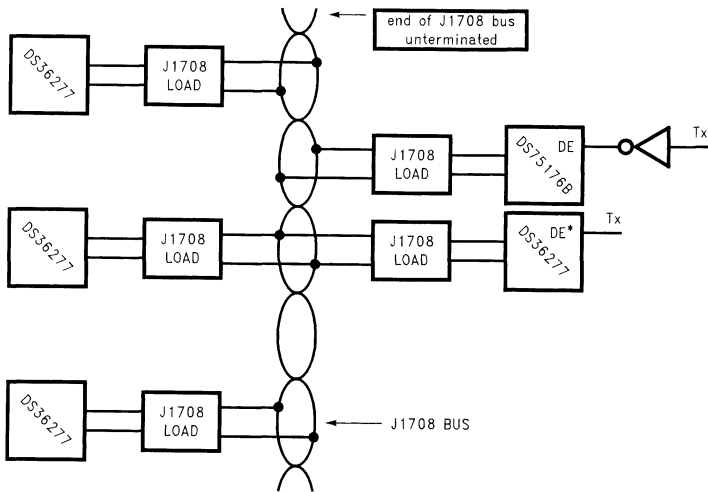 end of J1708 bus
unterminated
DS36277
J1708
LOAD
J1708
LOAD
DS75176B
DE
Tx
DS36277
J1708
LOAD
J1708
LOAD
DS36277
DE*
Tx
DS36277
J1708
LOAD
J1708 BUS